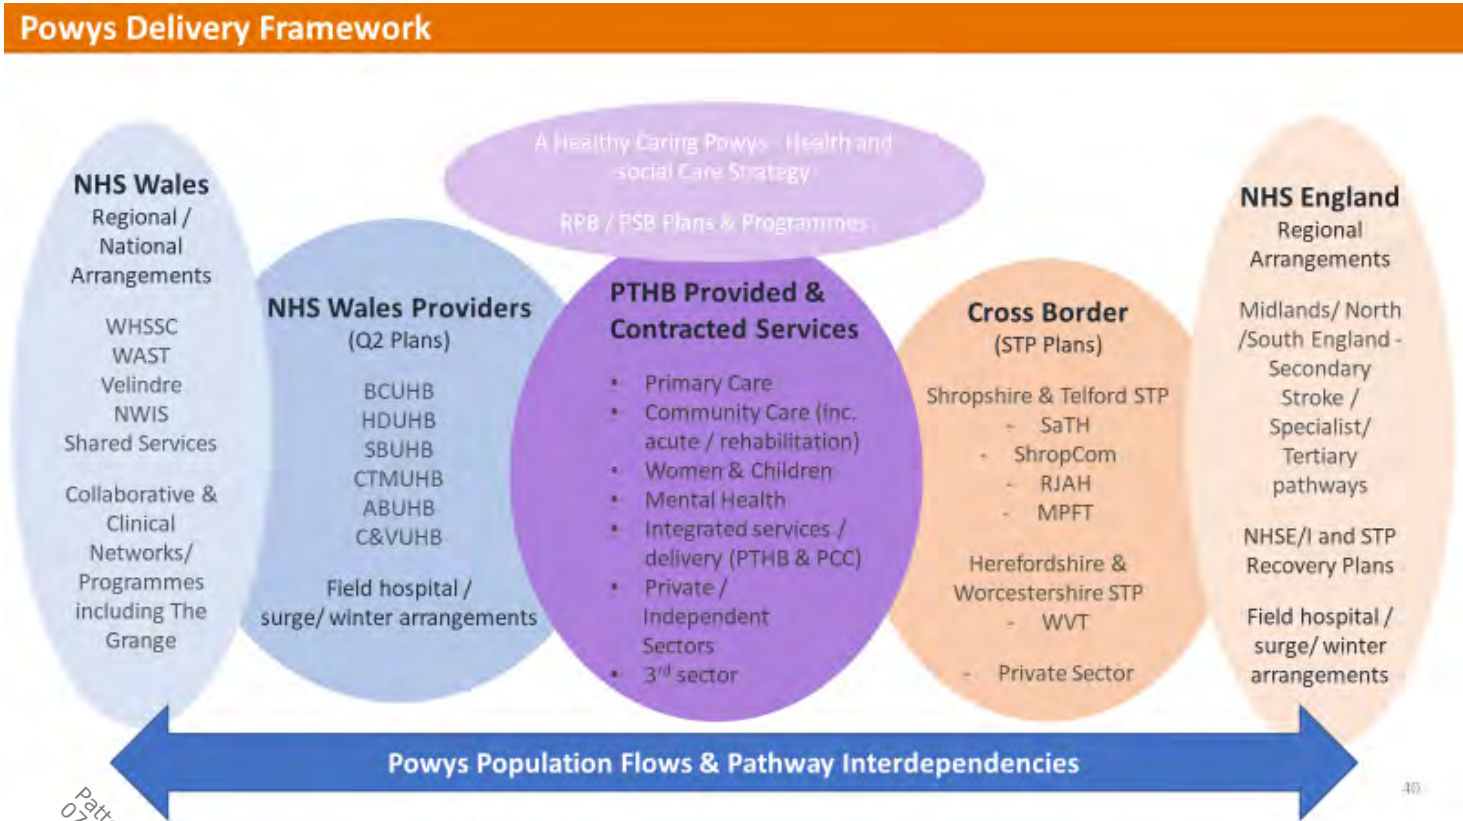 Powys Delivery Framework
A Healthy Caring Powys - Health and
social Care Strategy
RPB / PSB Plans & Programmes
NHS Wales
Regional /
National
Arrangements
WHSSC
WAST
Velindre
NWIS
Shared Services
Collaborative &
Clinical
Networks/
Programmes
including The
Grange
NHS Wales Providers
(Q2 Plans)
BCUHB
HDUHB
SBUHB
CTMUHB
ABUHB
C&VUHB
Field hospital /
surge/ winter arrangements
PTHB Provided &
Contracted Services
• Primary Care
• Community Care (inc.
acute / rehabilitation)
• Women & Children
• Mental Health
• Integrated services /
delivery (PTHB & PCC)
• Private /
Independent
Sectors
• 3rd sector
Cross Border
(STP Plans)
Shropshire & Telford STP
- SaTH
- ShropCom
- RJAH
- MPFT
Herefordshire &
Worcestershire STP
- WVT
- Private Sector
NHS England
Regional
Arrangements
Midlands/ North
/South England -
Secondary
Stroke /
Specialist/
Tertiary
pathways
NHSE/I and STP
Recovery Plans
Field hospital /
surge/ winter
arrangements
Powys Population Flows & Pathway Interdependencies
40